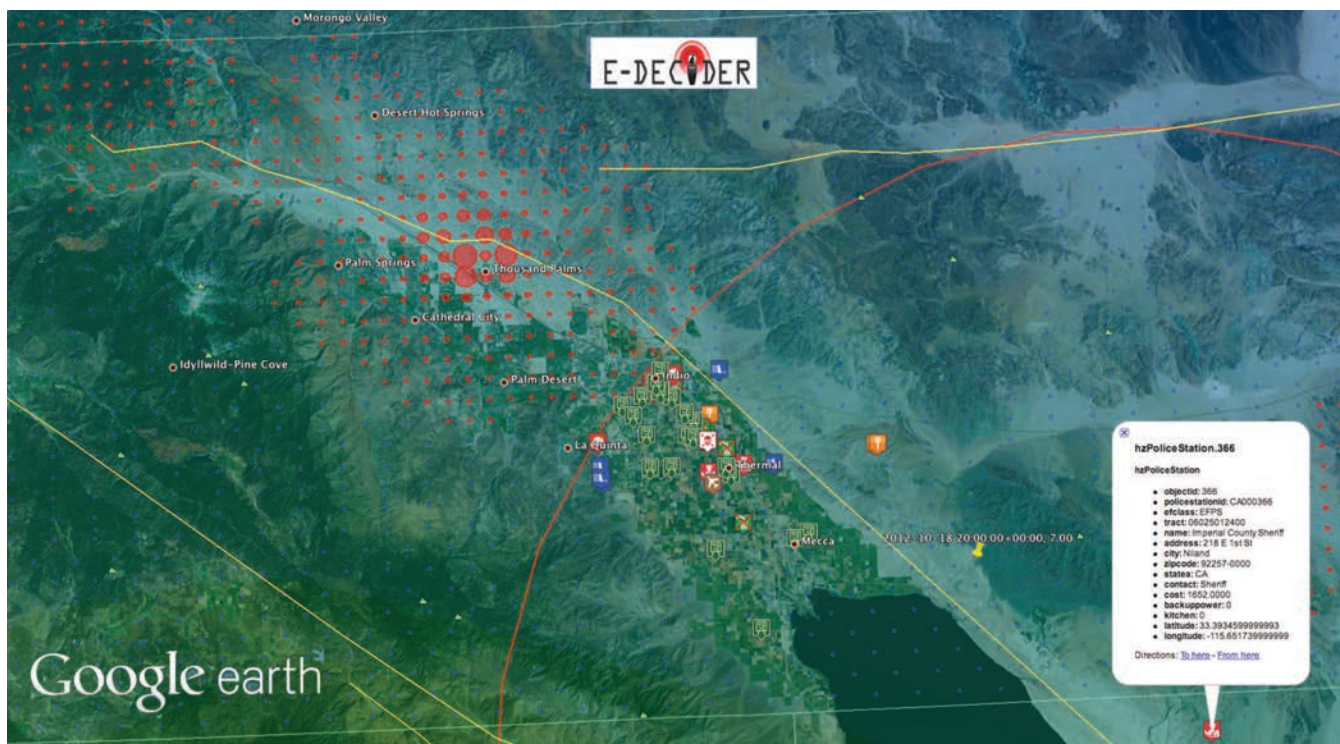 Morongo Valley
E-DECIDER
Desert Hot Springs
Palm Springs
Thousand Palms
Cathedral City
Idyllwild-Pine Cove
Palm Desert
Indio
La Quinta
Thermal
Mecca
2012-10-18 20:00:00+00:00, 7.00
hzPoliceStation.366
hzPoliceStation
objectid: 366
policestationid: CA000366
efclass: EFPS
tract: 06025012400
name: Imperial County Sheriff
address: 218 E 1st St
city: Niland
zipcode: 92257-0000
statea: CA
contact: Sheriff
cost: 1652.0000
backuppower: 0
kitchen: 0
latitude: 33.3934599999993
longitude: -115.651739999999
Directions: To here - From here
Google earth